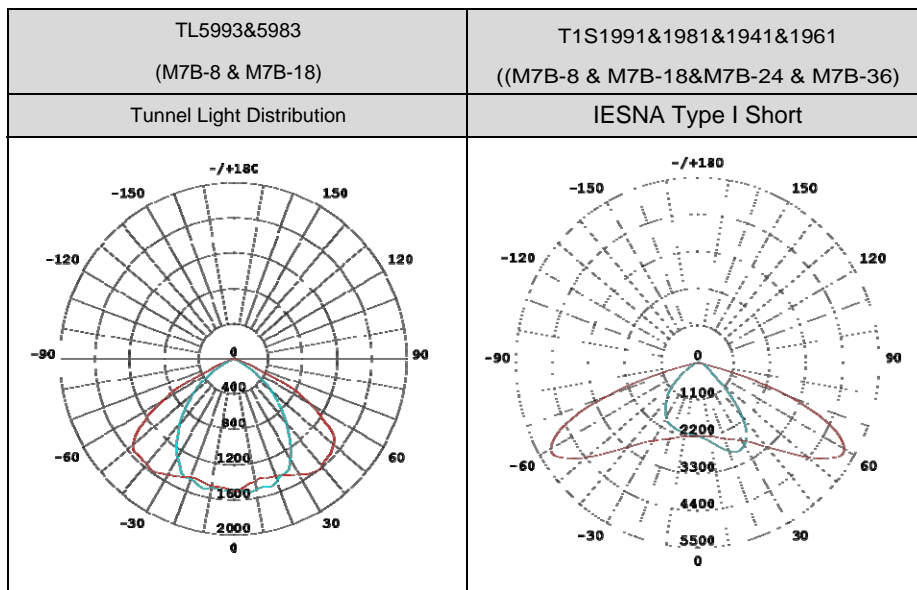 TL5993&5983
(M7B-8 & M7B-18)
Tunnel Light Distribution
-/+18C
-150 150
-120 120
-90 0 90
400
800
-60 60
1200
1600
-30 30
2000
0
T1S1991&1981&1941&1961
((M7B-8 & M7B-18&M7B-24 & M7B-36)
IESNA Type I Short
-/+180
-150 150
-120 120
-90 0 90
1100
2200
-60 60
3300
4400
-30 30
5500
0